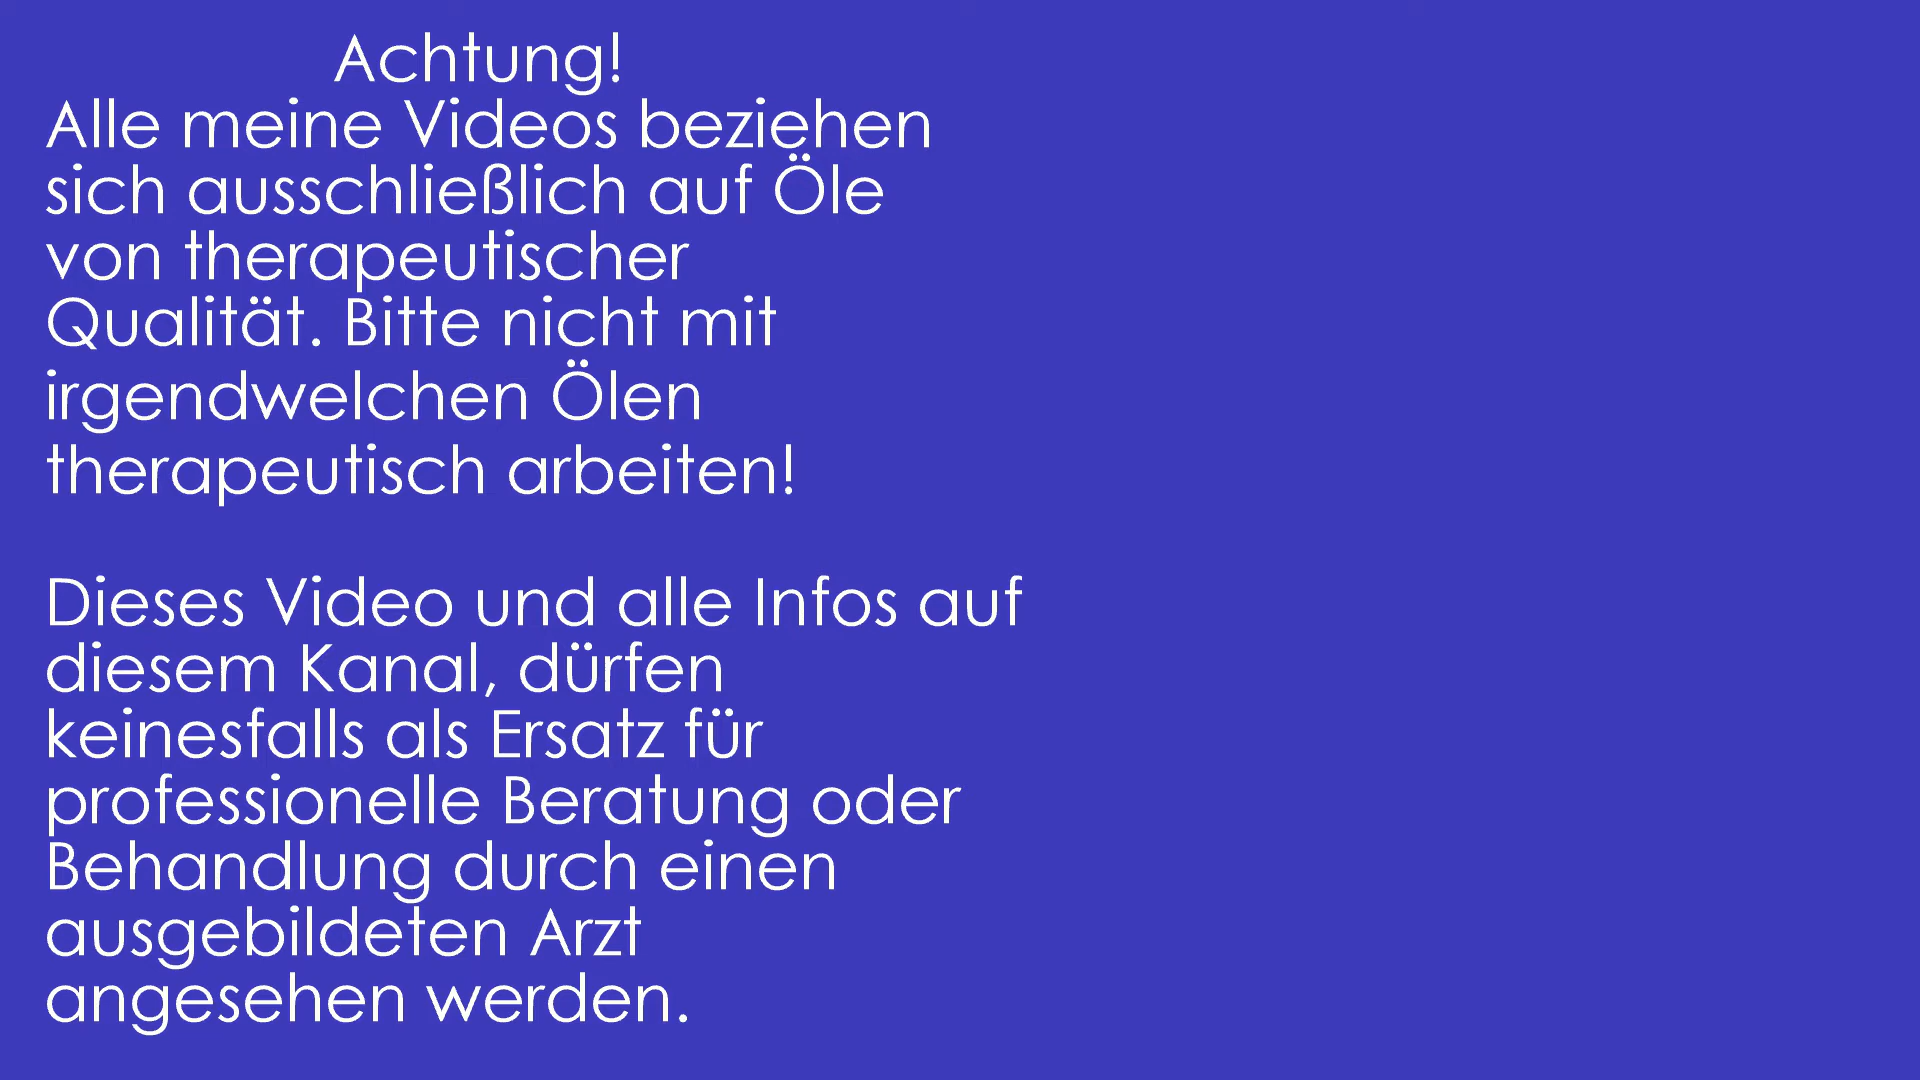 Achtung!
Alle meine Videos beziehen
sich ausschließlich auf Öle
von therapeutischer
Qualität. Bitte nicht mit
irgendwelchen Ölen
therapeutisch arbeiten!
Dieses Video und alle Infos auf
diesem Kanal, dürfen
keinesfalls als Ersatz für
professionelle Beratung oder
Behandlung durch einen
ausgebildeten Arzt
angesehen werden.